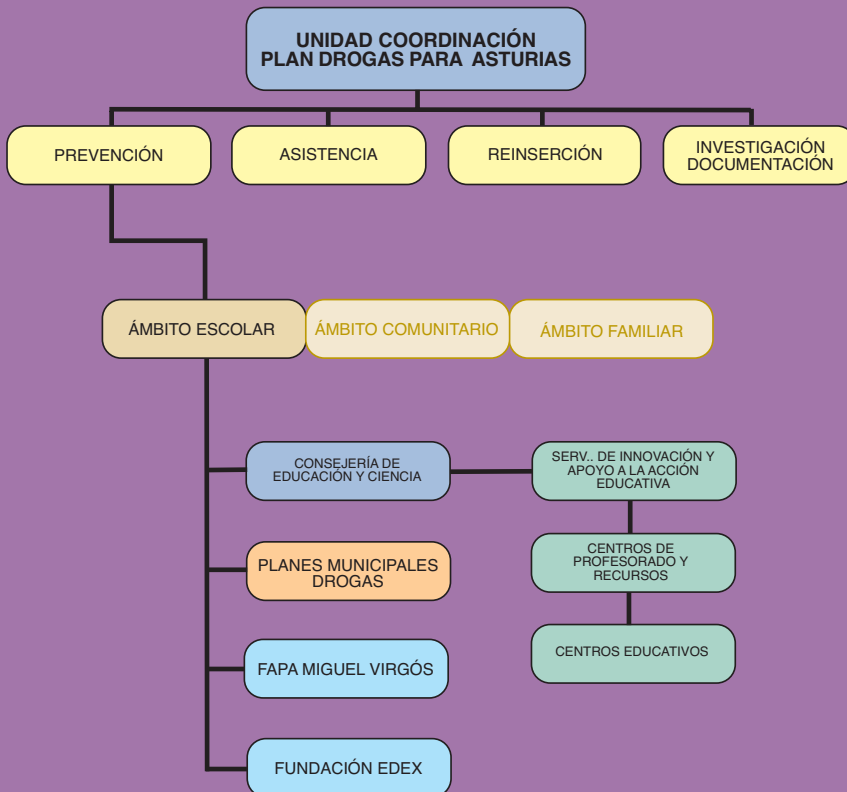 UNIDAD COORDINACIÓN
PLAN DROGAS PARA ASTURIAS
PREVENCIÓN
ASISTENCIA
REINSERCIÓN
INVESTIGACIÓN
DOCUMENTACIÓN
ÁMBITO ESCOLAR
ÁMBITO COMUNITARIO
ÁMBITO FAMILIAR
CONSEJERÍA DE
EDUCACIÓN Y CIENCIA
SERV.. DE INNOVACIÓN Y
APOYO A LA ACCIÓN
EDUCATIVA
PLANES MUNICIPALES
DROGAS
CENTROS DE
PROFESORADO Y
RECURSOS
FAPA MIGUEL VIRGÓS
CENTROS EDUCATIVOS
FUNDACIÓN EDEX